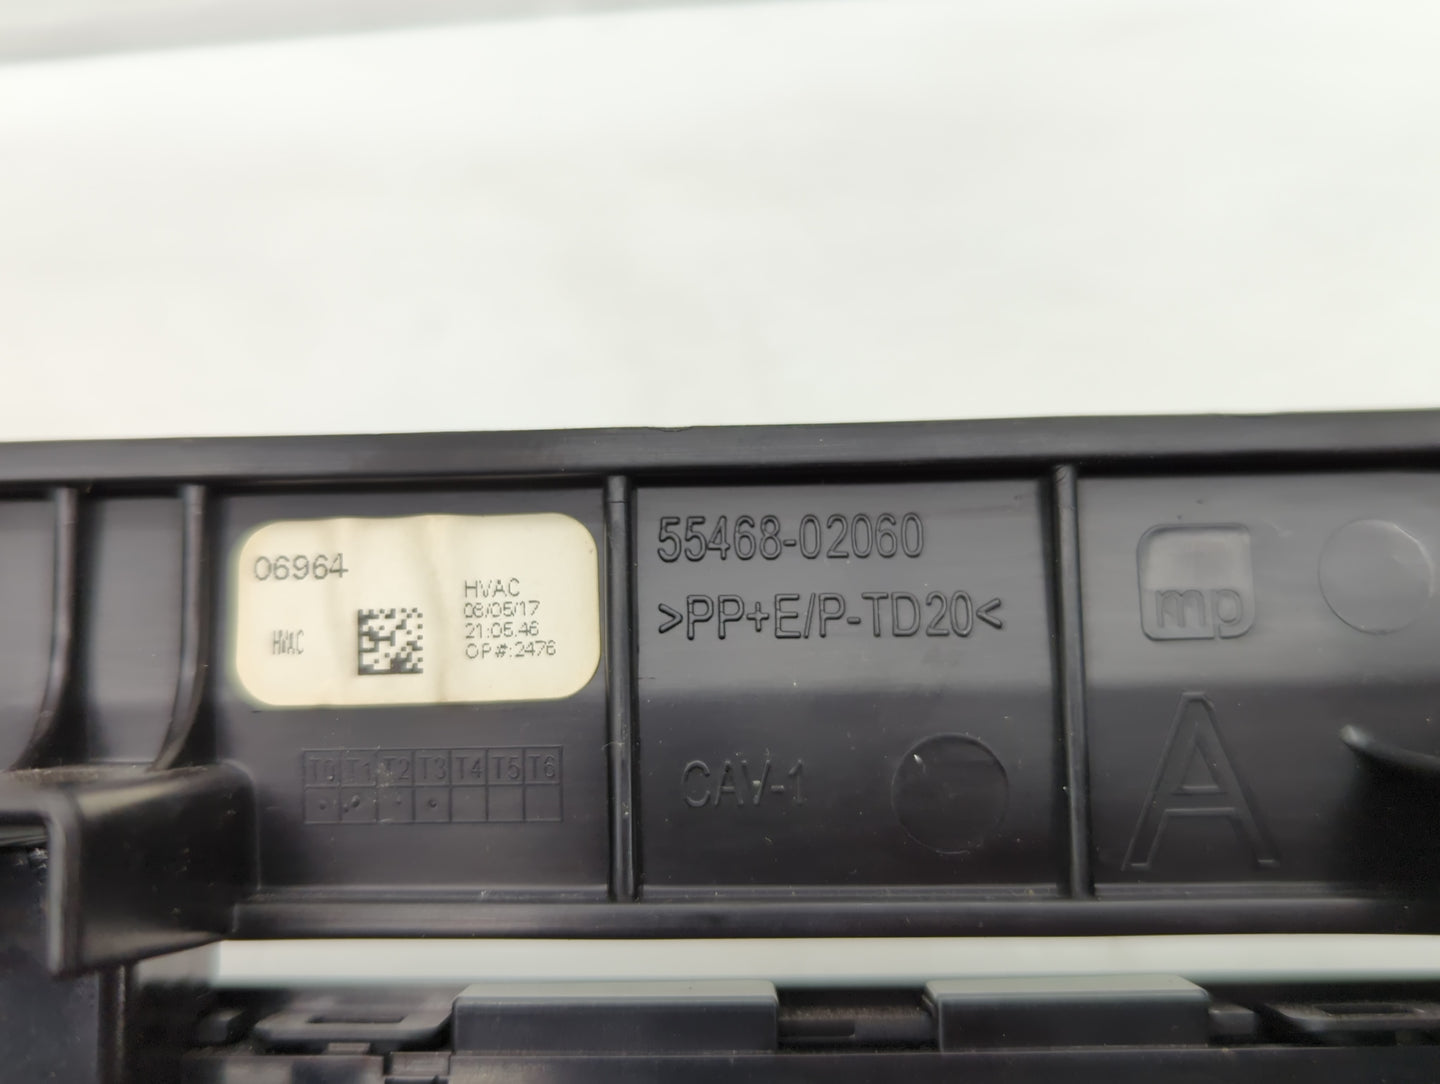 06964
HVAC
HVAC
08/05/17
21:05.46
OP#:2476
T0 T1 T2 T3 T4 T5 T6
55468-02060
>PP+E/P-TD20<
CAV-1
mp
A